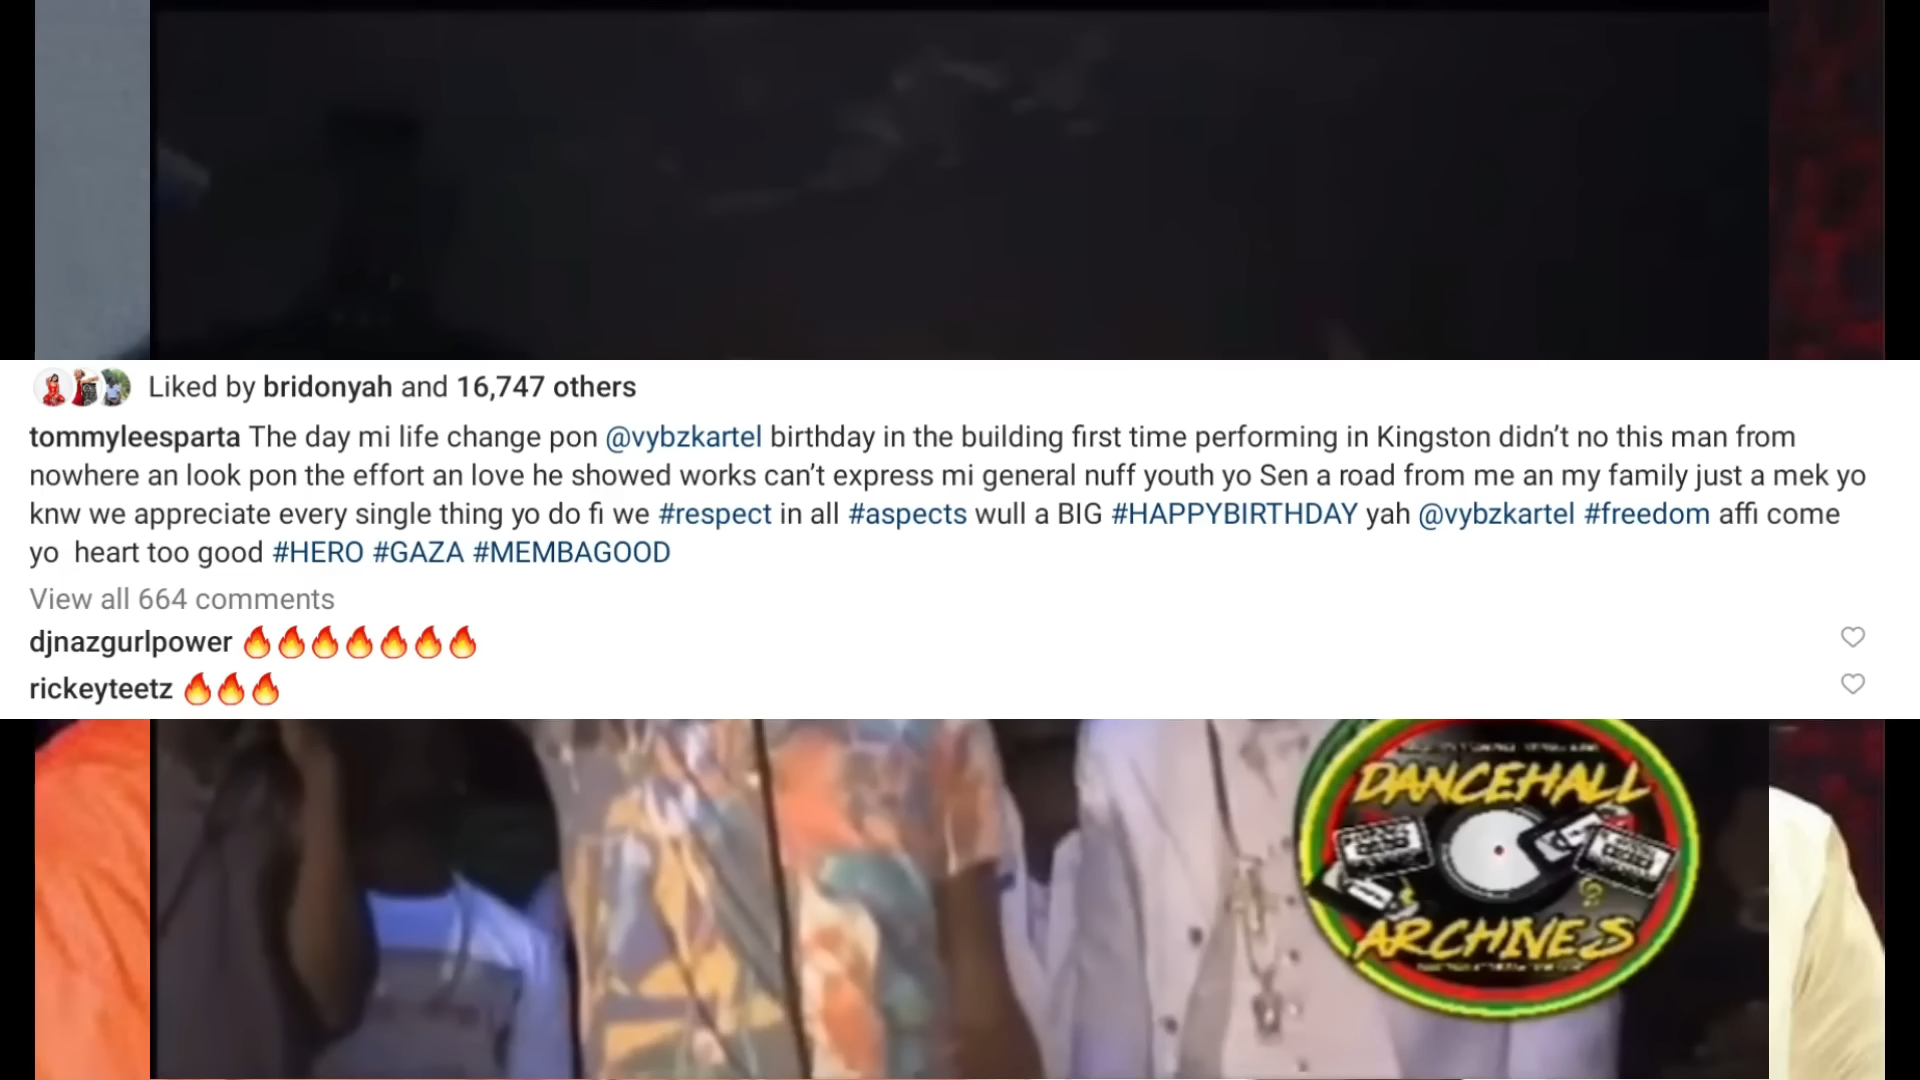 Liked by bridonyah and 16,747 others
tommyleesparta The day mi life change pon @vybzkartel birthday in the building first time performing in Kingston didn’t no this man from
nowhere an look pon the effort an love he showed works can’t express mi general nuff youth yo Sen a road from me an my family just a mek yo
knw we appreciate every single thing yo do fi we #respect in all #aspects wull a BIG #HAPPYBIRTHDAY yah @vybzkartel #freedom affi come
yo heart too good #HERO #GAZA #MEMBAGOOD
View all 664 comments
djnazgurlpower 🔥🔥🔥🔥🔥🔥🔥
rickeyteetz 🔥🔥🔥
DANCEHALL
ARCHIVES